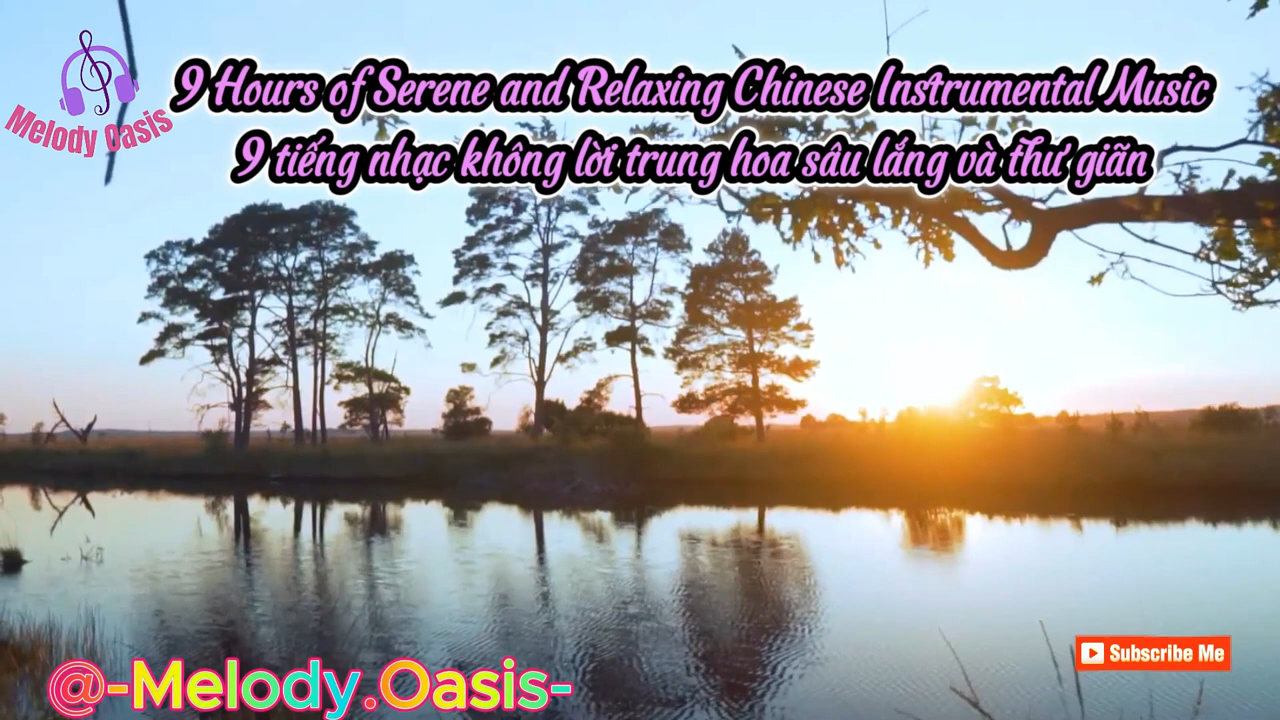 Melody Oasis
9 Hours of Serene and Relaxing Chinese Instrumental Music
9 tiếng nhạc không lời trung hoa sâu lắng và thư giãn
@-Melody.Oasis-
Subscribe Me